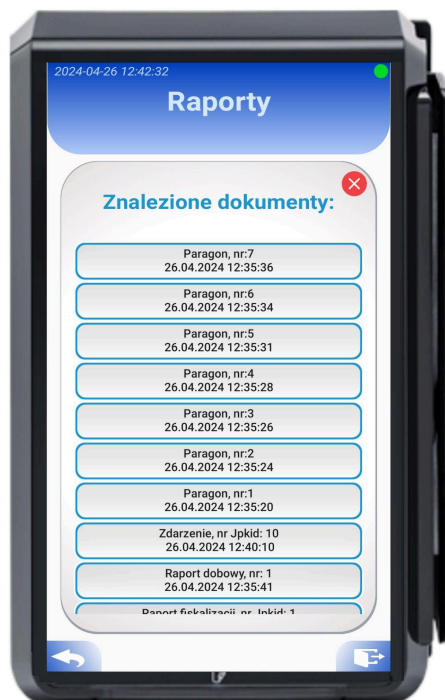 2024-04-26 12:42:32
Raporty
Znalezione dokumenty:
Paragon, nr:7
26.04.2024 12:35:36
Paragon, nr:6
26.04.2024 12:35:34
Paragon, nr:5
26.04.2024 12:35:31
Paragon, nr:4
26.04.2024 12:35:28
Paragon, nr:3
26.04.2024 12:35:26
Paragon, nr:2
26.04.2024 12:35:24
Paragon, nr:1
26.04.2024 12:35:20
Zdarzenie, nr Jpkid: 10
26.04.2024 12:40:10
Raport dobowy, nr: 1
26.04.2024 12:35:41
Raport fiskalizacji, nr Jpkid: 1